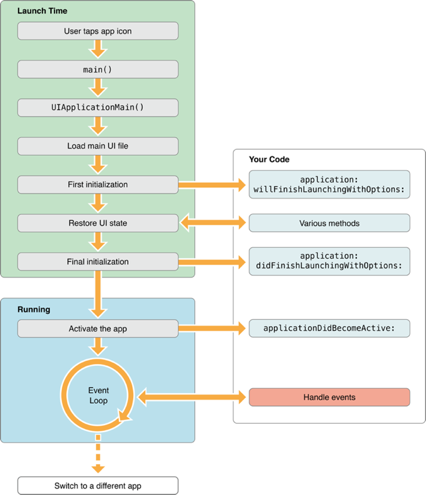 Launch Time
User taps app icon
main()
UIApplicationMain()
Load main UI file
Your Code
First initialization
application:
willFinishLaunchingWithOptions:
Restore UI state
Various methods
Final initialization
application:
didFinishLaunchingWithOptions:
Running
Activate the app
applicationDidBecomeActive:
Event
Loop
Handle events
Switch to a different app